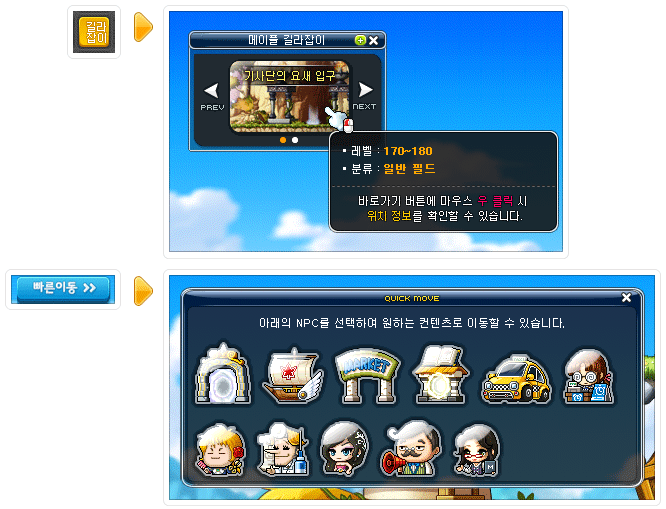 길라
잡이
메이플 길라잡이
기사단의 요새 입구
PREV
NEXT
• 레벨 : 170~180
• 분류 : 일반 필드
바로가기 버튼에 마우스 우 클릭 시
위치 정보를 확인할 수 있습니다.
빠른이동 >>
QUICK MOVE
아래의 NPC를 선택하여 원하는 컨텐츠로 이동할 수 있습니다.
MARKET